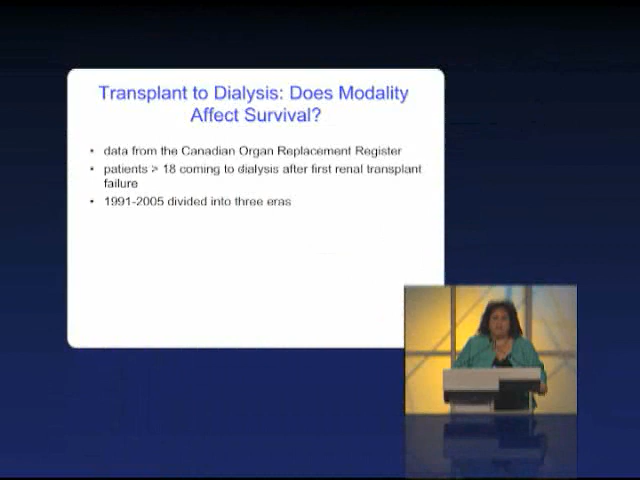 Transplant to Dialysis: Does Modality
Affect Survival?
• data from the Canadian Organ Replacement Register
• patients > 18 coming to dialysis after first renal transplant
failure
• 1991-2005 divided into three eras